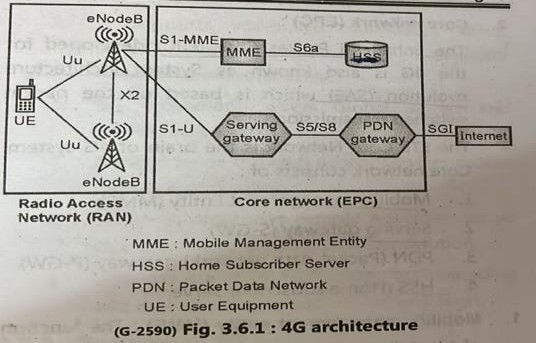 eNodeB
Uu
UE
X2
Uu
eNodeB
S1-MME
MME
S6a
HSS
S1-U
Serving gateway
S5/S8
PDN gateway
SGI
Internet
Radio Access
Network (RAN)
Core network (EPC)
MME : Mobile Management Entity
HSS : Home Subscriber Server
PDN : Packet Data Network
UE : User Equipment
(G-2590) Fig. 3.6.1 : 4G architecture